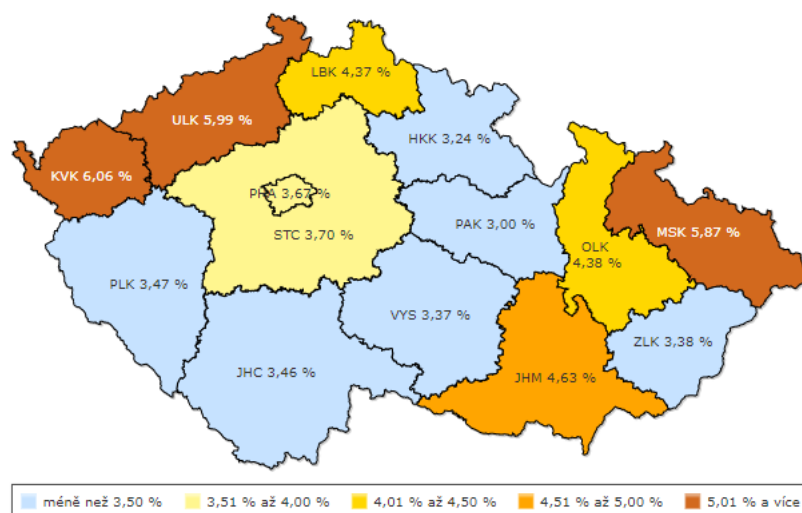 LBK 4,37 %
ULK 5,99 %
HKK 3,24 %
KVK 6,06 %
PHA 3,67 %
STC 3,70 %
PAK 3,00 %
MSK 5,87 %
OLK
4,38 %
PLK 3,47 %
VYS 3,37 %
ZLK 3,38 %
JHC 3,46 %
JHM 4,63 %
méně než 3,50 % 3,51 % až 4,00 % 4,01 % až 4,50 % 4,51 % až 5,00 % 5,01 % a více